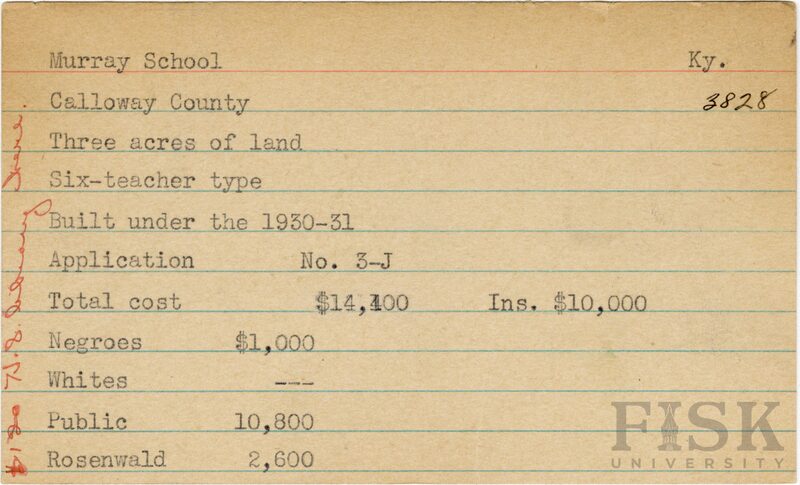 Murray School Ky.
Calloway County 3828
Three acres of land
Six-teacher type
Built under the 1930-31
Application No. 3-J
Total cost $14,400 Ins. $10,000
Negroes $1,000
Whites ---
Public 10,800
Rosenwald 2,600
$120 H.S. Library
FISK
UNIVERSITY